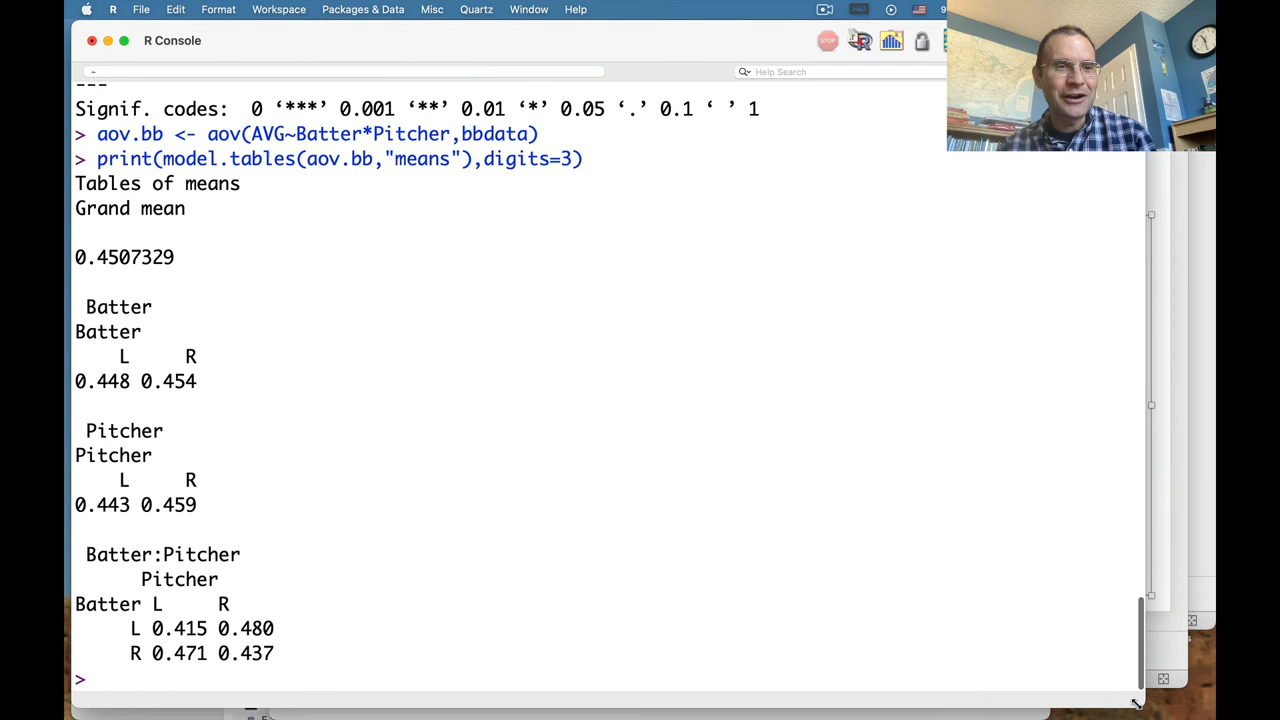 R File Edit Format Workspace Packages & Data Misc Quartz Window Help
R Console
STOP
~ Help Search
---
Signif. codes:  0 ‘***’ 0.001 ‘**’ 0.01 ‘*’ 0.05 ‘.’ 0.1 ‘ ’ 1
> aov.bb <- aov(AVG~Batter*Pitcher,bbdata)
> print(model.tables(aov.bb,"means"),digits=3)
Tables of means
Grand mean
0.4507329
Batter
Batter
L R
0.448 0.454
Pitcher
Pitcher
L R
0.443 0.459
Batter:Pitcher
Pitcher
Batter L R
L 0.415 0.480
R 0.471 0.437
>